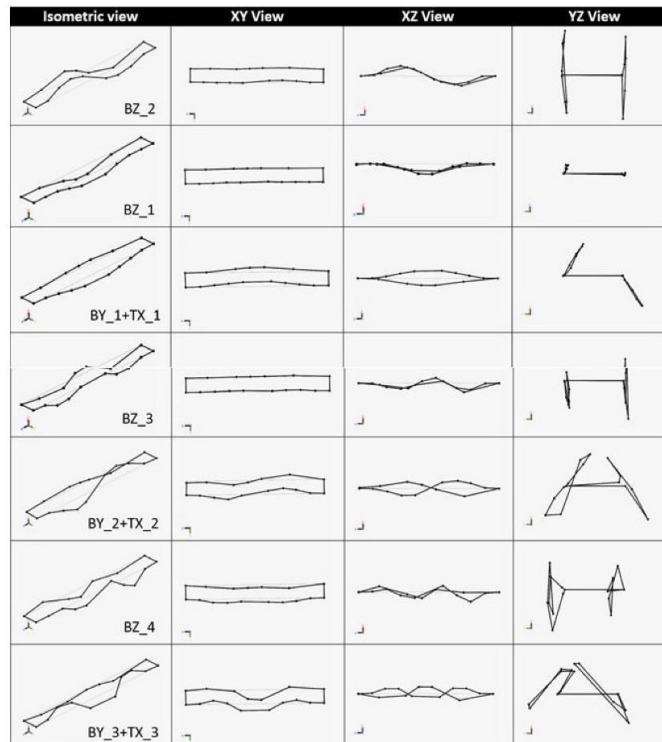 Isometric view XY View XZ View YZ View
BZ_2
BZ_1
BY_1+TX_1
BZ_3
BY_2+TX_2
BZ_4
BY_3+TX_3